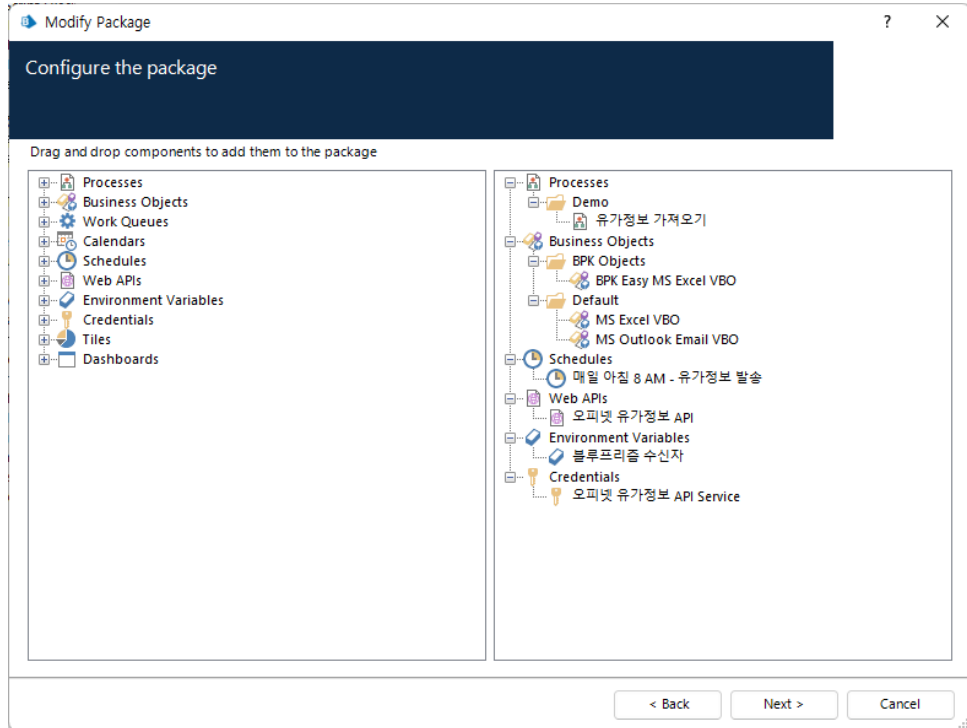 Modify Package
?
Configure the package
Drag and drop components to add them to the package
Processes
Business Objects
Work Queues
Calendars
Schedules
Web APIs
Environment Variables
Credentials
Tiles
Dashboards
Processes
Demo
유가정보 가져오기
Business Objects
BPK Objects
BPK Easy MS Excel VBO
Default
MS Excel VBO
MS Outlook Email VBO
Schedules
매일 아침 8 AM - 유가정보 발송
Web APIs
오피넷 유가정보 API
Environment Variables
블루프리즘 수신자
Credentials
오피넷 유가정보 API Service
< Back Next > Cancel